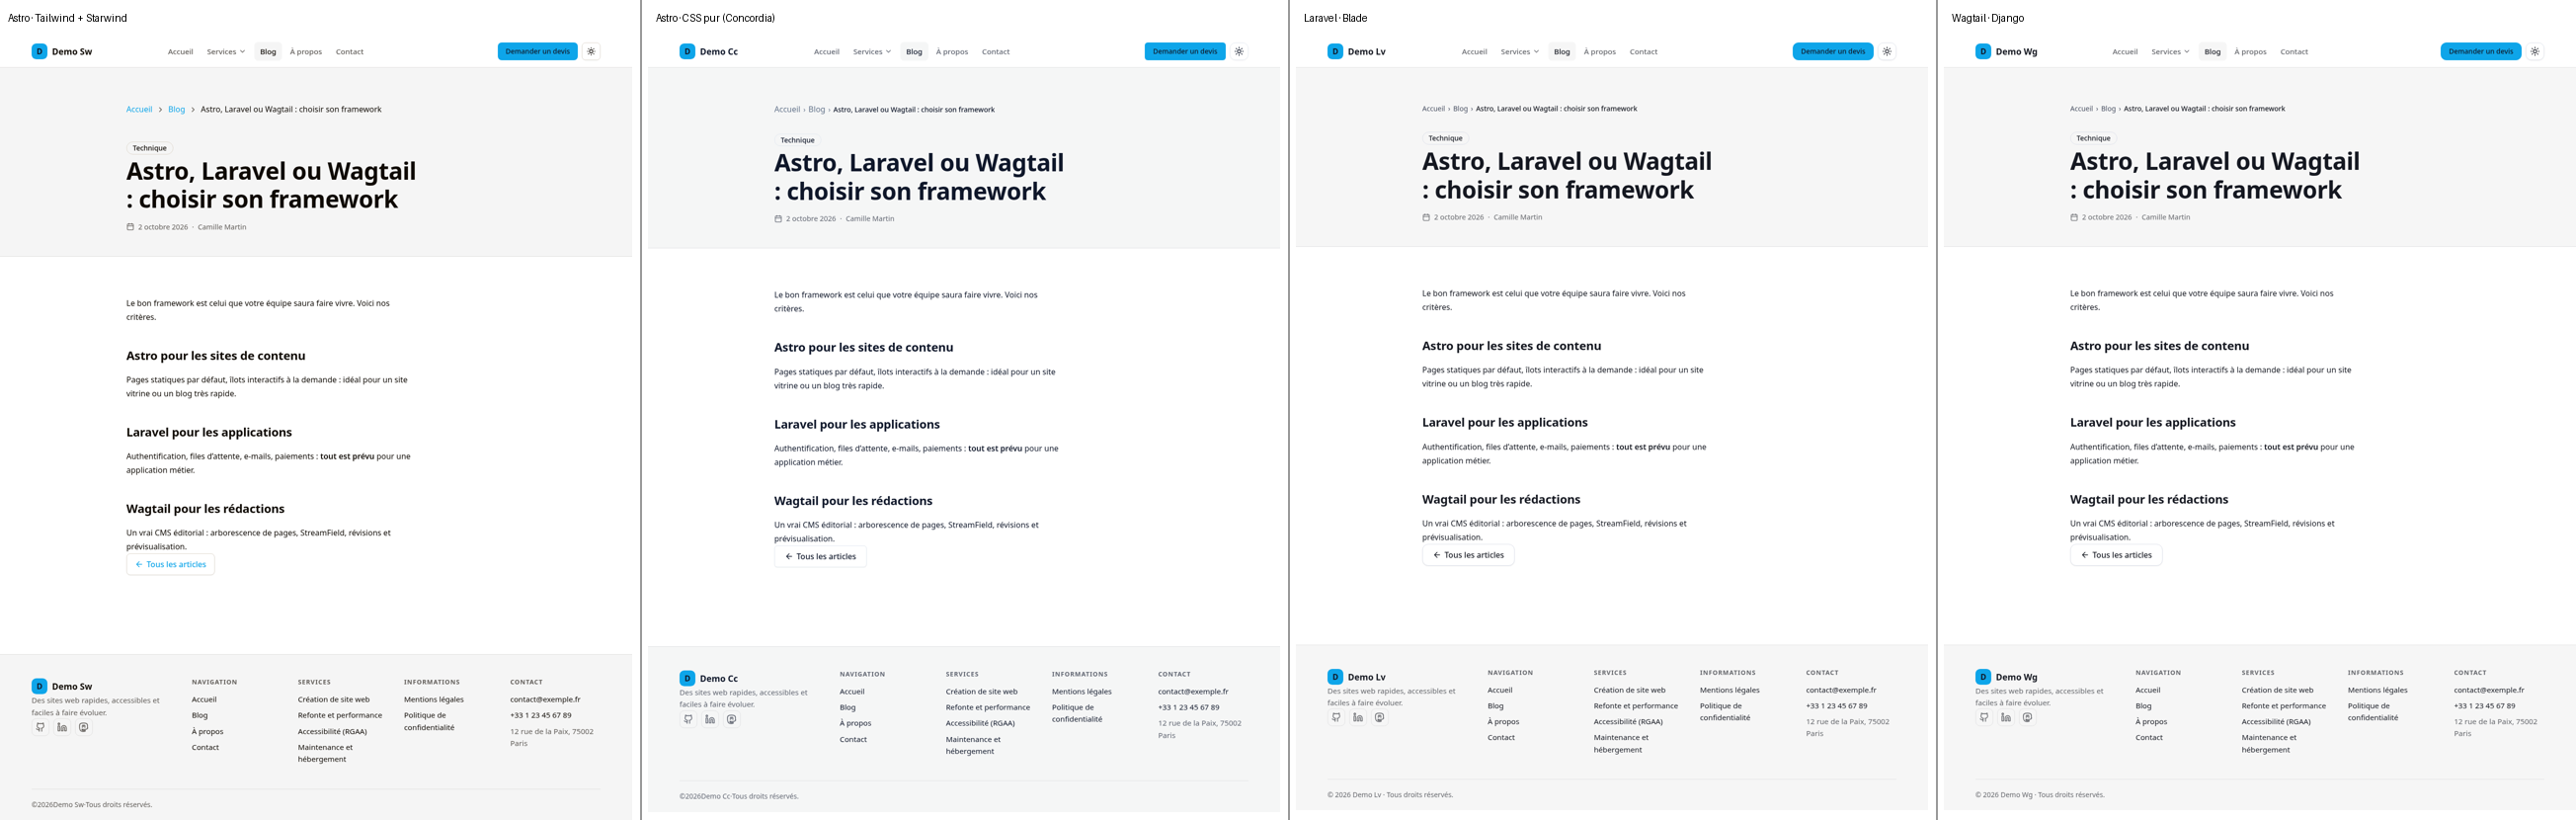 Astro · Tailwind + Starwind
D Demo Sw
Accueil Services Blog À propos Contact
Demander un devis
Accueil > Blog > Astro, Laravel ou Wagtail : choisir son framework
Technique
Astro, Laravel ou Wagtail
: choisir son framework
2 octobre 2026 · Camille Martin
Le bon framework est celui que votre équipe saura faire vivre. Voici nos
critères.
Astro pour les sites de contenu
Pages statiques par défaut, îlots interactifs à la demande : idéal pour un site
vitrine ou un blog très rapide.
Laravel pour les applications
Authentification, files d'attente, e-mails, paiements : tout est prévu pour une
application métier.
Wagtail pour les rédactions
Un vrai CMS éditorial : arborescence de pages, StreamField, révisions et
prévisualisation.
← Tous les articles
D Demo Sw
Des sites web rapides, accessibles et
faciles à faire évoluer.
NAVIGATION
Accueil
Blog
À propos
Contact
SERVICES
Création de site web
Refonte et performance
Accessibilité (RGAA)
Maintenance et
hébergement
INFORMATIONS
Mentions légales
Politique de
confidentialité
CONTACT
contact@exemple.fr
+33 1 23 45 67 89
12 rue de la Paix, 75002
Paris
©2026Demo Sw·Tous droits réservés.
Astro · CSS pur (Concordia)
D Demo Cc
Accueil Services Blog À propos Contact
Demander un devis
Accueil › Blog › Astro, Laravel ou Wagtail : choisir son framework
Technique
Astro, Laravel ou Wagtail
: choisir son framework
2 octobre 2026 · Camille Martin
Le bon framework est celui que votre équipe saura faire vivre. Voici nos
critères.
Astro pour les sites de contenu
Pages statiques par défaut, îlots interactifs à la demande : idéal pour un site
vitrine ou un blog très rapide.
Laravel pour les applications
Authentification, files d'attente, e-mails, paiements : tout est prévu pour une
application métier.
Wagtail pour les rédactions
Un vrai CMS éditorial : arborescence de pages, StreamField, révisions et
prévisualisation.
← Tous les articles
D Demo Cc
Des sites web rapides, accessibles et
faciles à faire évoluer.
NAVIGATION
Accueil
Blog
À propos
Contact
SERVICES
Création de site web
Refonte et performance
Accessibilité (RGAA)
Maintenance et
hébergement
INFORMATIONS
Mentions légales
Politique de
confidentialité
CONTACT
contact@exemple.fr
+33 1 23 45 67 89
12 rue de la Paix, 75002
Paris
©2026Demo Cc·Tous droits réservés.
Laravel · Blade
D Demo Lv
Accueil Services Blog À propos Contact
Demander un devis
Accueil › Blog › Astro, Laravel ou Wagtail : choisir son framework
Technique
Astro, Laravel ou Wagtail
: choisir son framework
2 octobre 2026 · Camille Martin
Le bon framework est celui que votre équipe saura faire vivre. Voici nos
critères.
Astro pour les sites de contenu
Pages statiques par défaut, îlots interactifs à la demande : idéal pour un site
vitrine ou un blog très rapide.
Laravel pour les applications
Authentification, files d'attente, e-mails, paiements : tout est prévu pour une
application métier.
Wagtail pour les rédactions
Un vrai CMS éditorial : arborescence de pages, StreamField, révisions et
prévisualisation.
← Tous les articles
D Demo Lv
Des sites web rapides, accessibles et
faciles à faire évoluer.
NAVIGATION
Accueil
Blog
À propos
Contact
SERVICES
Création de site web
Refonte et performance
Accessibilité (RGAA)
Maintenance et
hébergement
INFORMATIONS
Mentions légales
Politique de
confidentialité
CONTACT
contact@exemple.fr
+33 1 23 45 67 89
12 rue de la Paix, 75002
Paris
© 2026 Demo Lv · Tous droits réservés.
Wagtail · Django
D Demo Wg
Accueil Services Blog À propos Contact
Demander un devis
Accueil › Blog › Astro, Laravel ou Wagtail : choisir son framework
Technique
Astro, Laravel ou Wagtail
: choisir son framework
2 octobre 2026 · Camille Martin
Le bon framework est celui que votre équipe saura faire vivre. Voici nos
critères.
Astro pour les sites de contenu
Pages statiques par défaut, îlots interactifs à la demande : idéal pour un site
vitrine ou un blog très rapide.
Laravel pour les applications
Authentification, files d'attente, e-mails, paiements : tout est prévu pour une
application métier.
Wagtail pour les rédactions
Un vrai CMS éditorial : arborescence de pages, StreamField, révisions et
prévisualisation.
← Tous les articles
D Demo Wg
Des sites web rapides, accessibles et
faciles à faire évoluer.
NAVIGATION
Accueil
Blog
À propos
Contact
SERVICES
Création de site web
Refonte et performance
Accessibilité (RGAA)
Maintenance et
hébergement
INFORMATIONS
Mentions légales
Politique de
confidentialité
CONTACT
contact@exemple.fr
+33 1 23 45 67 89
12 rue de la Paix, 75002
Paris
© 2026 Demo Wg · Tous droits réservés.